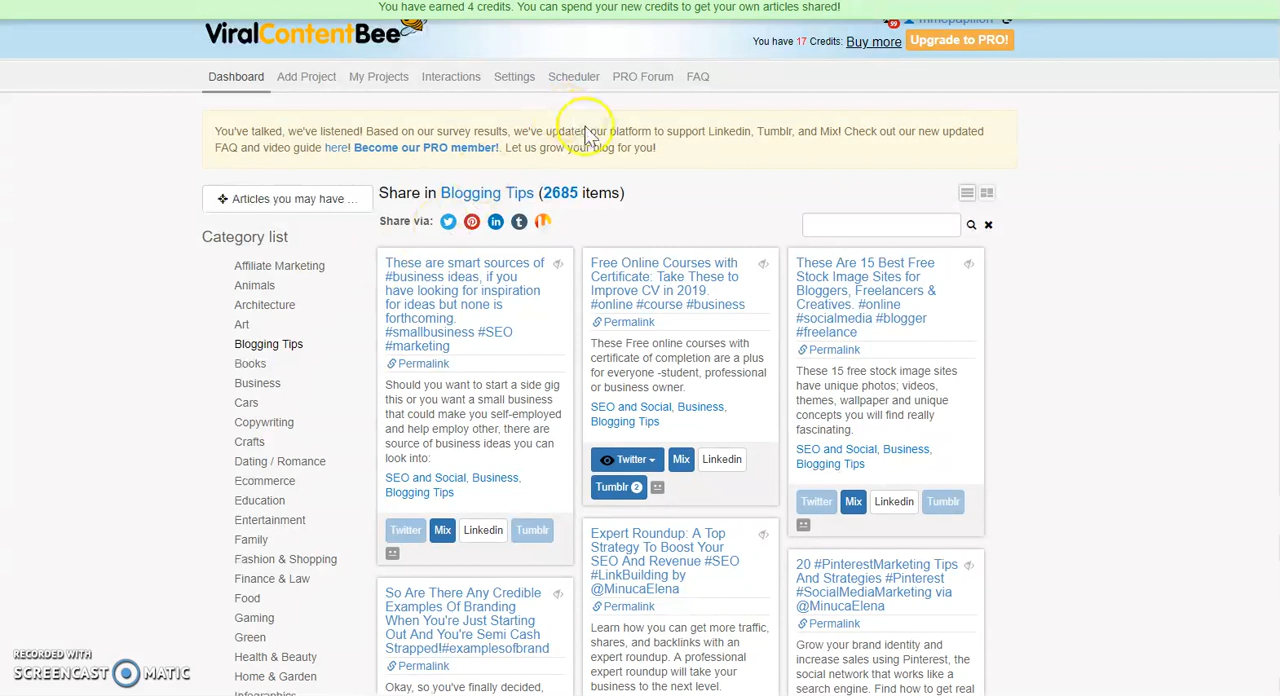 You have earned 4 credits. You can spend your new credits to get your own articles shared!
ViralContentBee
99
mmepapillon
You have 17 Credits: Buy more Upgrade to PRO!
Dashboard Add Project My Projects Interactions Settings Scheduler PRO Forum FAQ
You've talked, we've listened! Based on our survey results, we've updated our platform to support Linkedin, Tumblr, and Mix! Check out our new updated
FAQ and video guide here! Become our PRO member!. Let us grow your blog for you!
Articles you may have ...
Share in Blogging Tips (2685 items)
Share via:
Category list
Affiliate Marketing
Animals
Architecture
Art
Blogging Tips
Books
Business
Cars
Copywriting
Crafts
Dating / Romance
Ecommerce
Education
Entertainment
Family
Fashion & Shopping
Finance & Law
Food
Gaming
Green
Health & Beauty
Home & Garden
Infographics
These are smart sources of
#business ideas, if you
have looking for inspiration
for ideas but none is
forthcoming.
#smallbusiness #SEO
#marketing
Permalink
Should you want to start a side gig
this or you want a small business
that could make you self-employed
and help employ other, there are
source of business ideas you can
look into:
SEO and Social, Business,
Blogging Tips
Twitter Mix Linkedin Tumblr
So Are There Any Credible
Examples Of Branding
When You're Just Starting
Out And You're Semi Cash
Strapped!#examplesofbrand
Permalink
Okay, so you've finally decided,
Free Online Courses with
Certificate: Take These to
Improve CV in 2019.
#online #course #business
Permalink
These Free online courses with
certificate of completion are a plus
for everyone -student, professional
or business owner.
SEO and Social, Business,
Blogging Tips
Twitter Mix Linkedin
Tumblr 2
Expert Roundup: A Top
Strategy To Boost Your
SEO And Revenue #SEO
#LinkBuilding by
@MinucaElena
Permalink
Learn how you can get more traffic,
shares, and backlinks with an
expert roundup. A professional
expert roundup will take your
business to the next level.
These Are 15 Best Free
Stock Image Sites for
Bloggers, Freelancers &
Creatives. #online
#socialmedia #blogger
#freelance
Permalink
These 15 free stock image sites
have unique photos; videos,
themes, wallpaper and unique
concepts you will find really
fascinating.
SEO and Social, Business,
Blogging Tips
Twitter Mix Linkedin Tumblr
20 #PinterestMarketing Tips
And Strategies #Pinterest
#SocialMediaMarketing via
@MinucaElena
Permalink
Grow your brand identity and
increase sales using Pinterest, the
social network that works like a
search engine. Find how to get real
RECORDED WITH
SCREENCAST MATIC